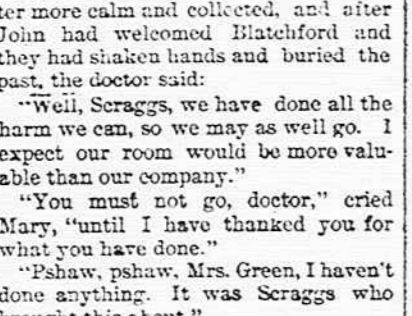 ter more calm and collected, and after
John had welcomed Blatchford and
they had shaken hands and buried the
past, the doctor said:
"Well, Scraggs, we have done all the
harm we can, so we may as well go. I
expect our room would be more valu-
able than our company."
"You must not go, doctor," cried
Mary, "until I have thanked you for
what you have done."
"Pshaw, pshaw, Mrs. Green, I haven't
done anything. It was Scraggs who
brought this about."